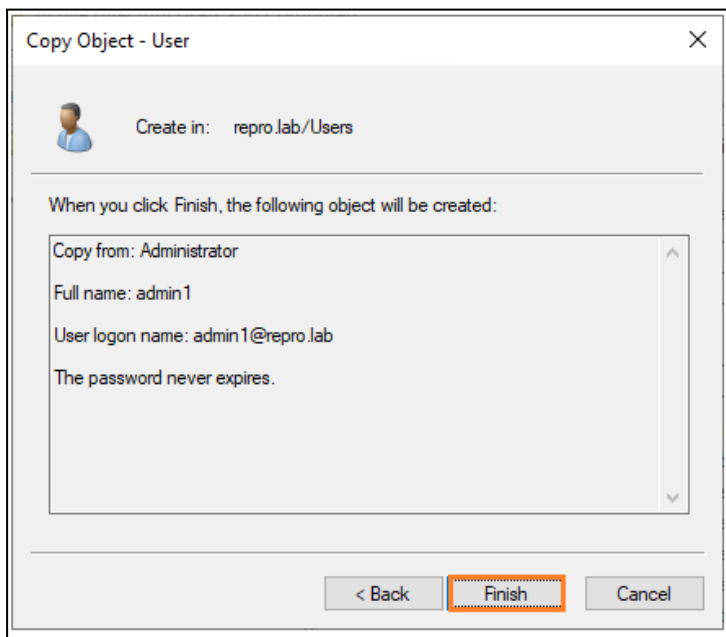 Copy Object - User
Create in: repro.lab/Users
When you click Finish, the following object will be created:
Copy from: Administrator
Full name: admin1
User logon name: admin1@repro.lab
The password never expires.
< Back Finish Cancel